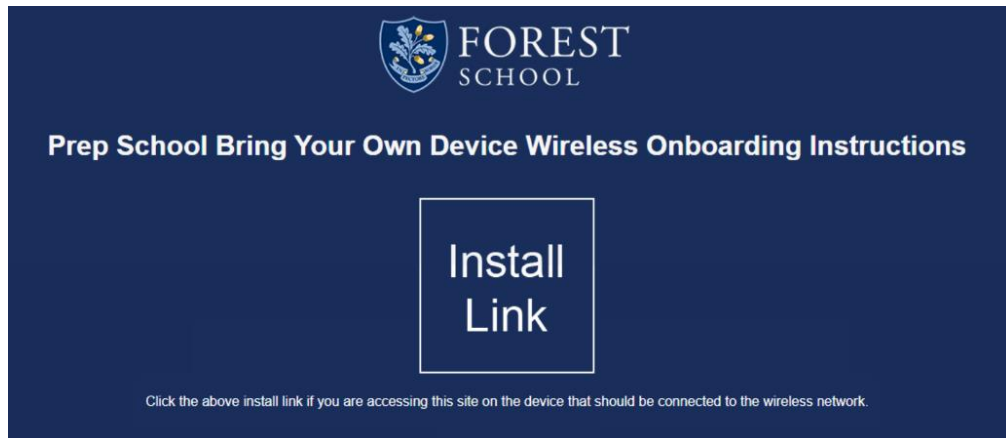 FOREST
SCHOOL
Prep School Bring Your Own Device Wireless Onboarding Instructions
Install
Link
Click the above install link if you are accessing this site on the device that should be connected to the wireless network.